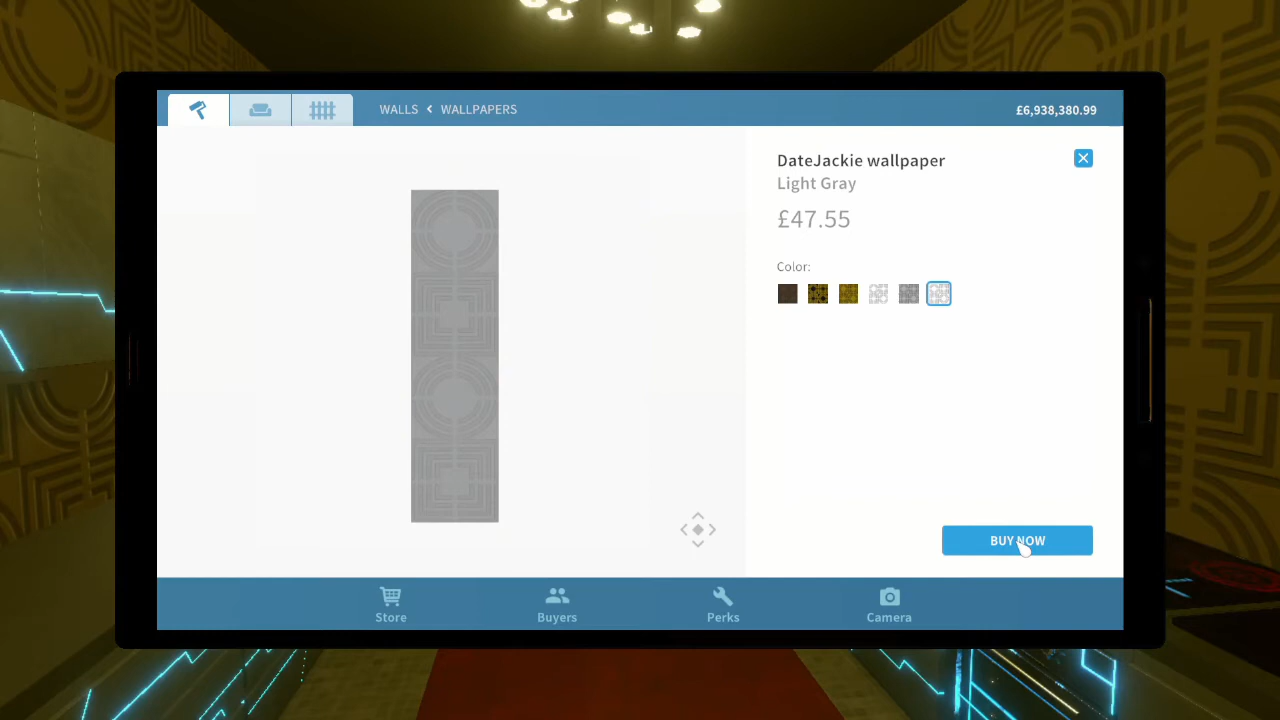 WALLS < WALLPAPERS
£6,938,380.99
DateJackie wallpaper
Light Gray
£47.55
Color:
BUY NOW
Store
Buyers
Perks
Camera